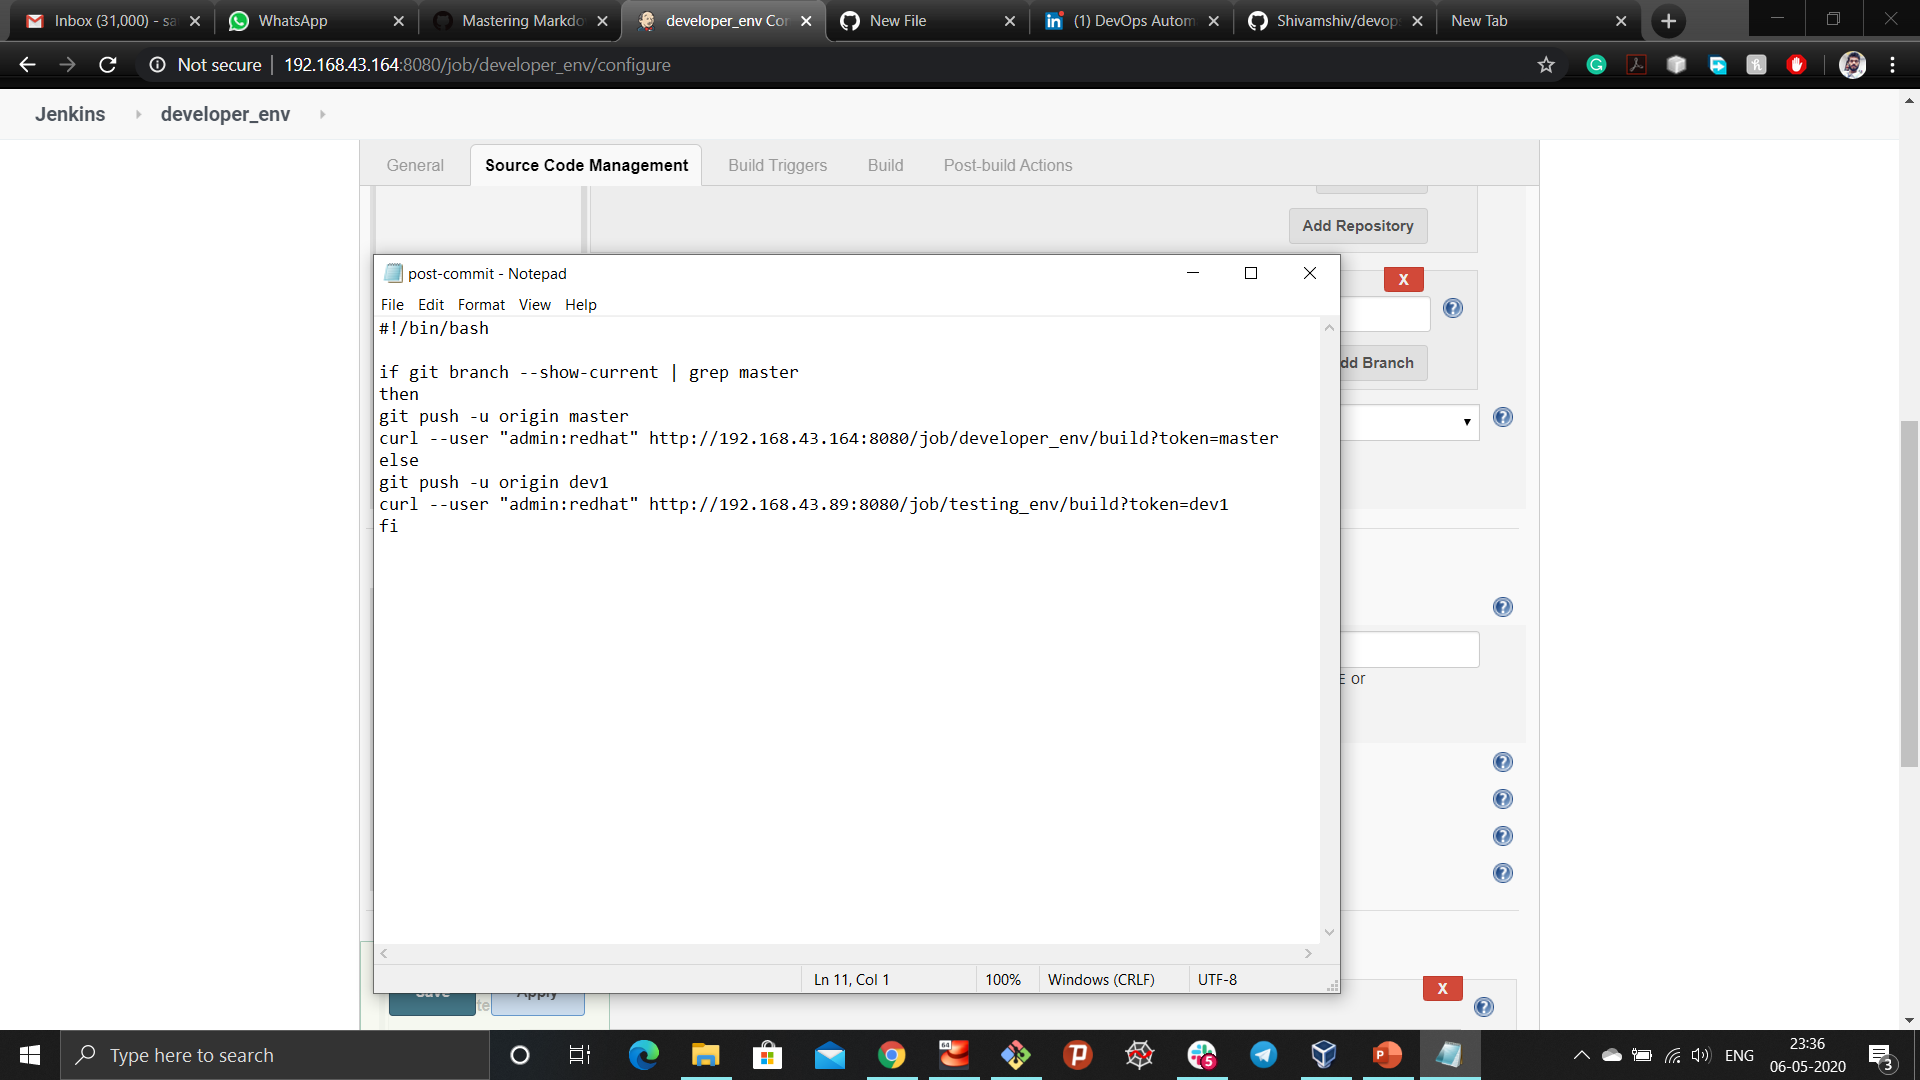 Inbox (31,000) - sa
WhatsApp
Mastering Markdo
developer_env Con
New File
(1) DevOps Autom
Shivamshiv/devop
New Tab
Not secure | 192.168.43.164:8080/job/developer_env/configure
Jenkins developer_env
General
Source Code Management
Build Triggers
Build
Post-build Actions
Add Repository
X
dd Branch
post-commit - Notepad
File Edit Format View Help
#!/bin/bash
if git branch --show-current | grep master
then
git push -u origin master
curl --user "admin:redhat" http://192.168.43.164:8080/job/developer_env/build?token=master
else
git push -u origin dev1
curl --user "admin:redhat" http://192.168.43.89:8080/job/testing_env/build?token=dev1
fi
or
Ln 11, Col 1
100%
Windows (CRLF)
UTF-8
X
Save
te
Apply
Type here to search
64
5
ENG
23:36
06-05-2020
3